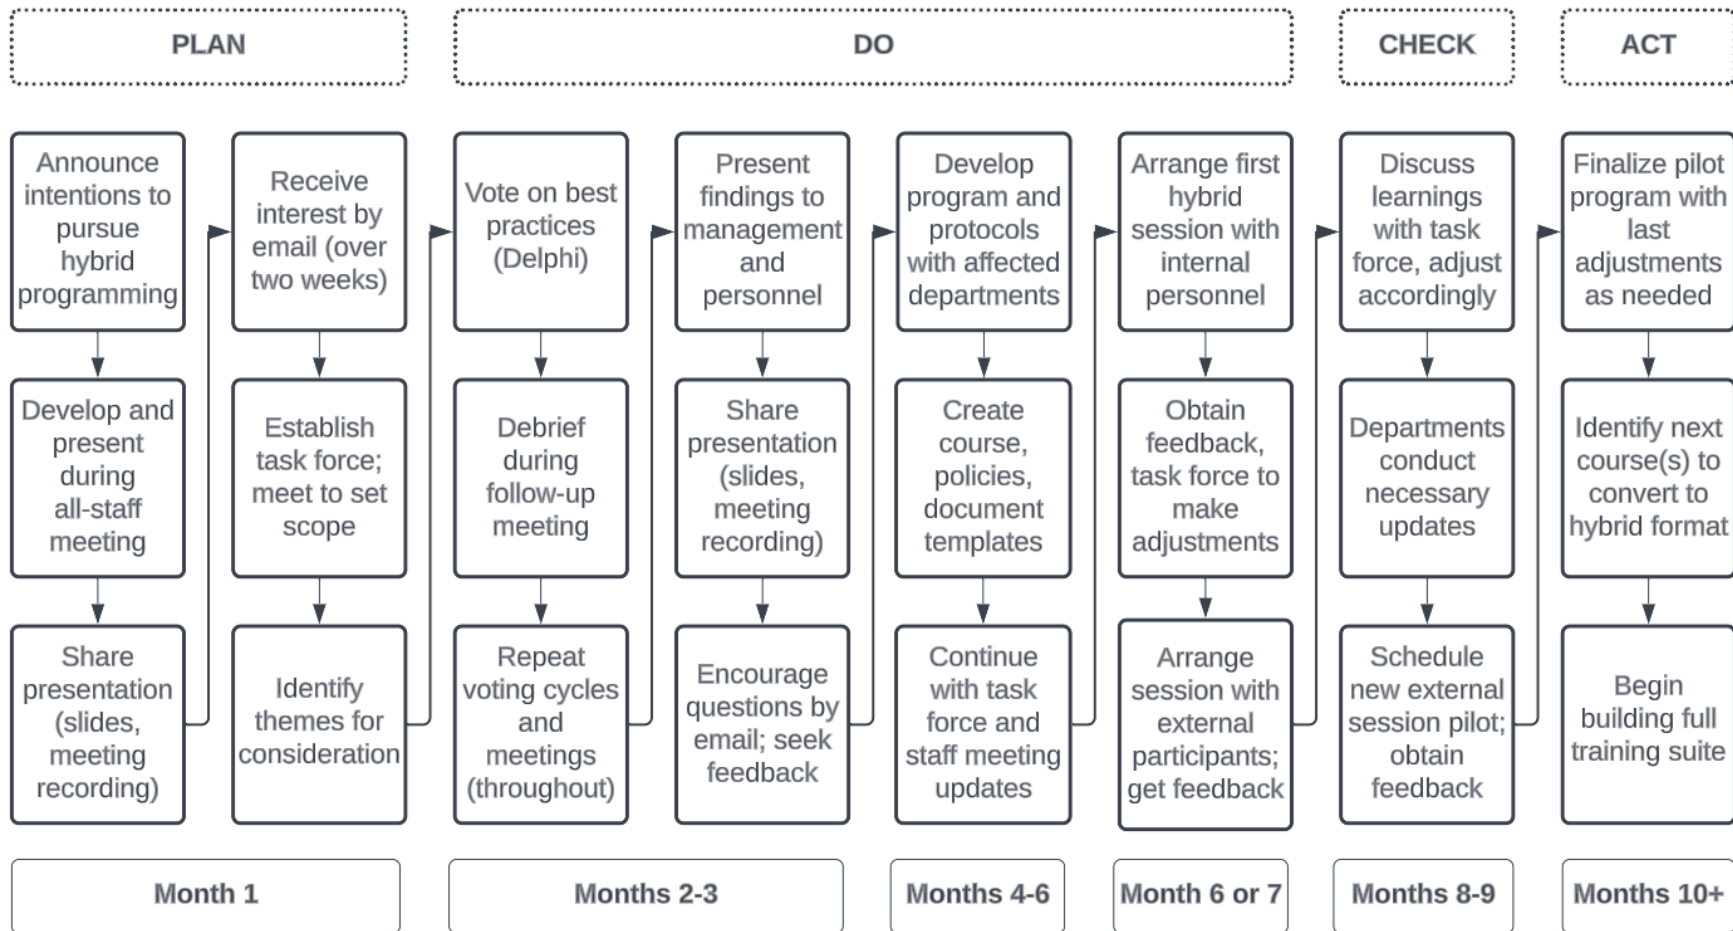 PLAN
DO
CHECK
ACT
Announce
intentions to
pursue
hybrid
programming
Develop and
present
during
all-staff
meeting
Share
presentation
(slides,
meeting
recording)
Receive
interest by
email (over
two weeks)
Establish
task force;
meet to set
scope
Identify
themes for
consideration
Vote on best
practices
(Delphi)
Debrief
during
follow-up
meeting
Repeat
voting cycles
and
meetings
(throughout)
Present
findings to
management
and
personnel
Share
presentation
(slides,
meeting
recording)
Encourage
questions by
email; seek
feedback
Develop
program and
protocols
with affected
departments
Create
course,
policies,
document
templates
Continue
with task
force and
staff meeting
updates
Arrange first
hybrid
session with
internal
personnel
Obtain
feedback,
task force to
make
adjustments
Arrange
session with
external
participants;
get feedback
Discuss
learnings
with task
force, adjust
accordingly
Departments
conduct
necessary
updates
Schedule
new external
session pilot;
obtain
feedback
Finalize pilot
program with
last
adjustments
as needed
Identify next
course(s) to
convert to
hybrid format
Begin
building full
training suite
Month 1
Months 2-3
Months 4-6
Month 6 or 7
Months 8-9
Months 10+